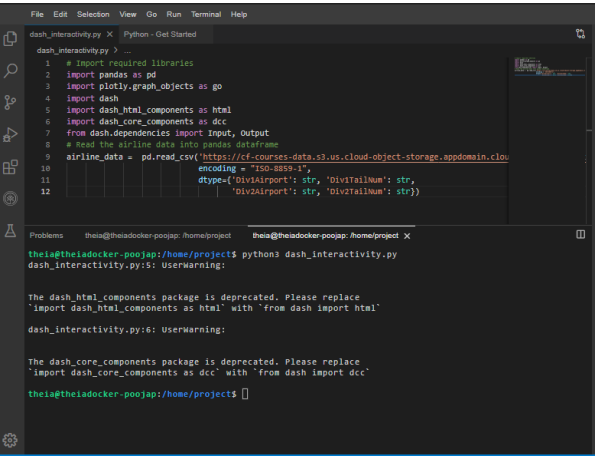 File Edit Selection View Go Run Terminal Help
dash_interactivity.py × Python - Get Started
dash_interactivity.py > ...
1 # Import required libraries
2 import pandas as pd
3 import plotly.graph_objects as go
4 import dash
5 import dash_html_components as html
6 import dash_core_components as dcc
7 from dash.dependencies import Input, Output
8 # Read the airline data into pandas dataframe
9 airline_data = pd.read_csv('https://cf-courses-data.s3.us.cloud-object-storage.appdomain.clou
10 encoding = "ISO-8859-1",
11 dtype={'Div1Airport': str, 'Div1TailNum': str,
12 'Div2Airport': str, 'Div2TailNum': str})
Problems theia@theiadocker-poojap: /home/project theia@theiadocker-poojap: /home/project ×
theia@theiadocker-poojap:/home/project$ python3 dash_interactivity.py
dash_interactivity.py:5: UserWarning:
The dash_html_components package is deprecated. Please replace
`import dash_html_components as html` with `from dash import html`
dash_interactivity.py:6: UserWarning:
The dash_core_components package is deprecated. Please replace
`import dash_core_components as dcc` with `from dash import dcc`
theia@theiadocker-poojap:/home/project$